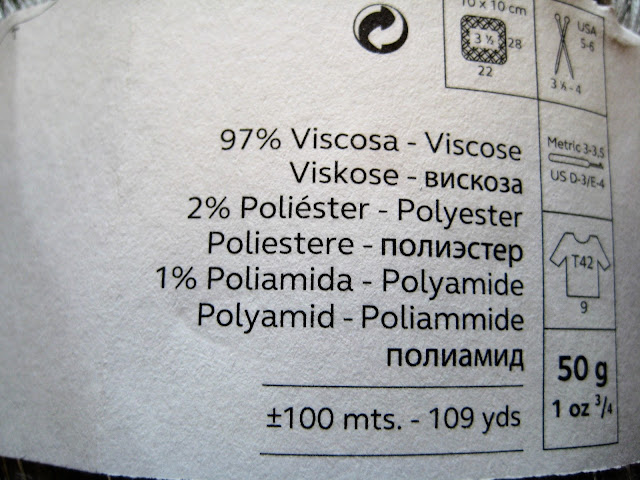 10 x 10 cm
3 ½
28
22
USA
5-6
3 ½ - 4
97% Viscosa - Viscose
Viskose - вискоза
2% Poliéster - Polyester
Poliestere - полиэстер
1% Poliamida - Polyamide
Polyamid - Poliammide
полиамид
±100 mts. - 109 yds
Metric 3-3,5
US D-3/E-4
T42
9
50 g
1 oz ¾